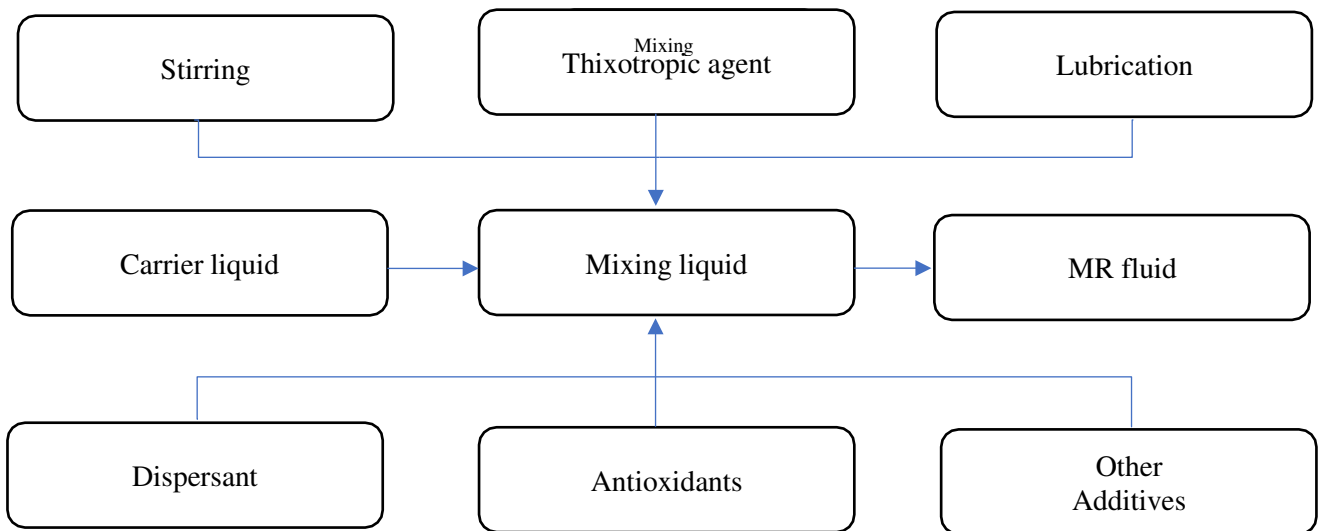 Stirring
Mixing
Thixotropic agent
Lubrication
Carrier liquid
Mixing liquid
MR fluid
Dispersant
Antioxidants
Other
Additives